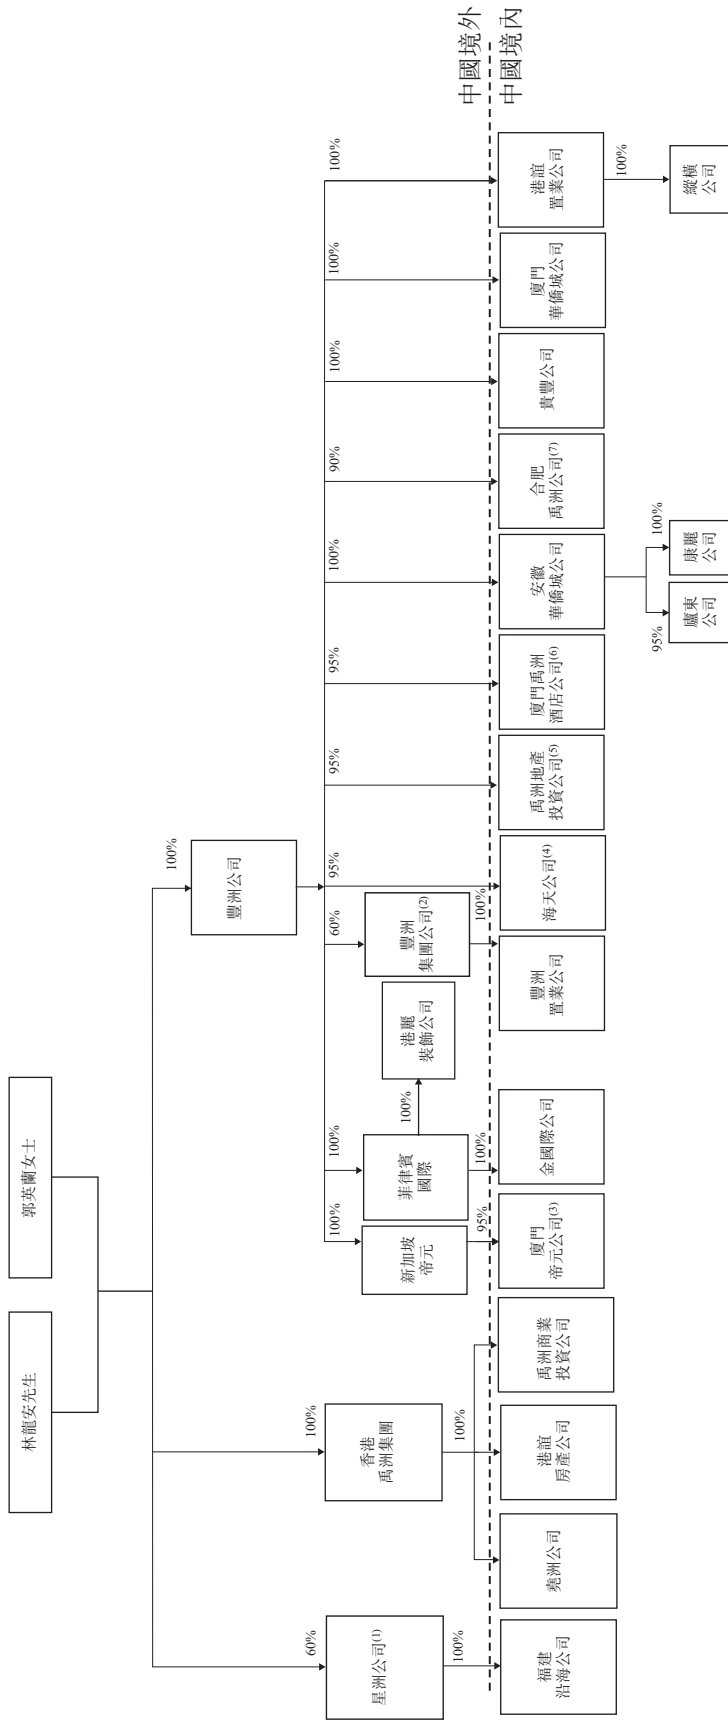 林龍安先生
郭英蘭女士
60%
100%
100%
星洲公司(1)
香港
禹洲集團
豐洲公司
100%
100%
100%
100%
60%
95%
95%
95%
100%
90%
100%
100%
100%
新加坡
帝元
菲律賓
國際
100%
港麗
裝飾公司
豐洲
集團公司(2)
95%
100%
100%
中國境外
中國境內
福建
沿海公司
堯洲公司
港誼
房產公司
禹洲商業
投資公司
廈門
帝元公司(3)
金國際公司
豐洲
置業公司
海天公司(4)
禹洲地產
投資公司(5)
廈門禹洲
酒店公司(6)
安徽
華僑城公司
合肥
禹洲公司(7)
貴豐公司
廈門
華僑城公司
港誼
置業公司
95%
100%
100%
廬東
公司
康麗
公司
縱橫
公司